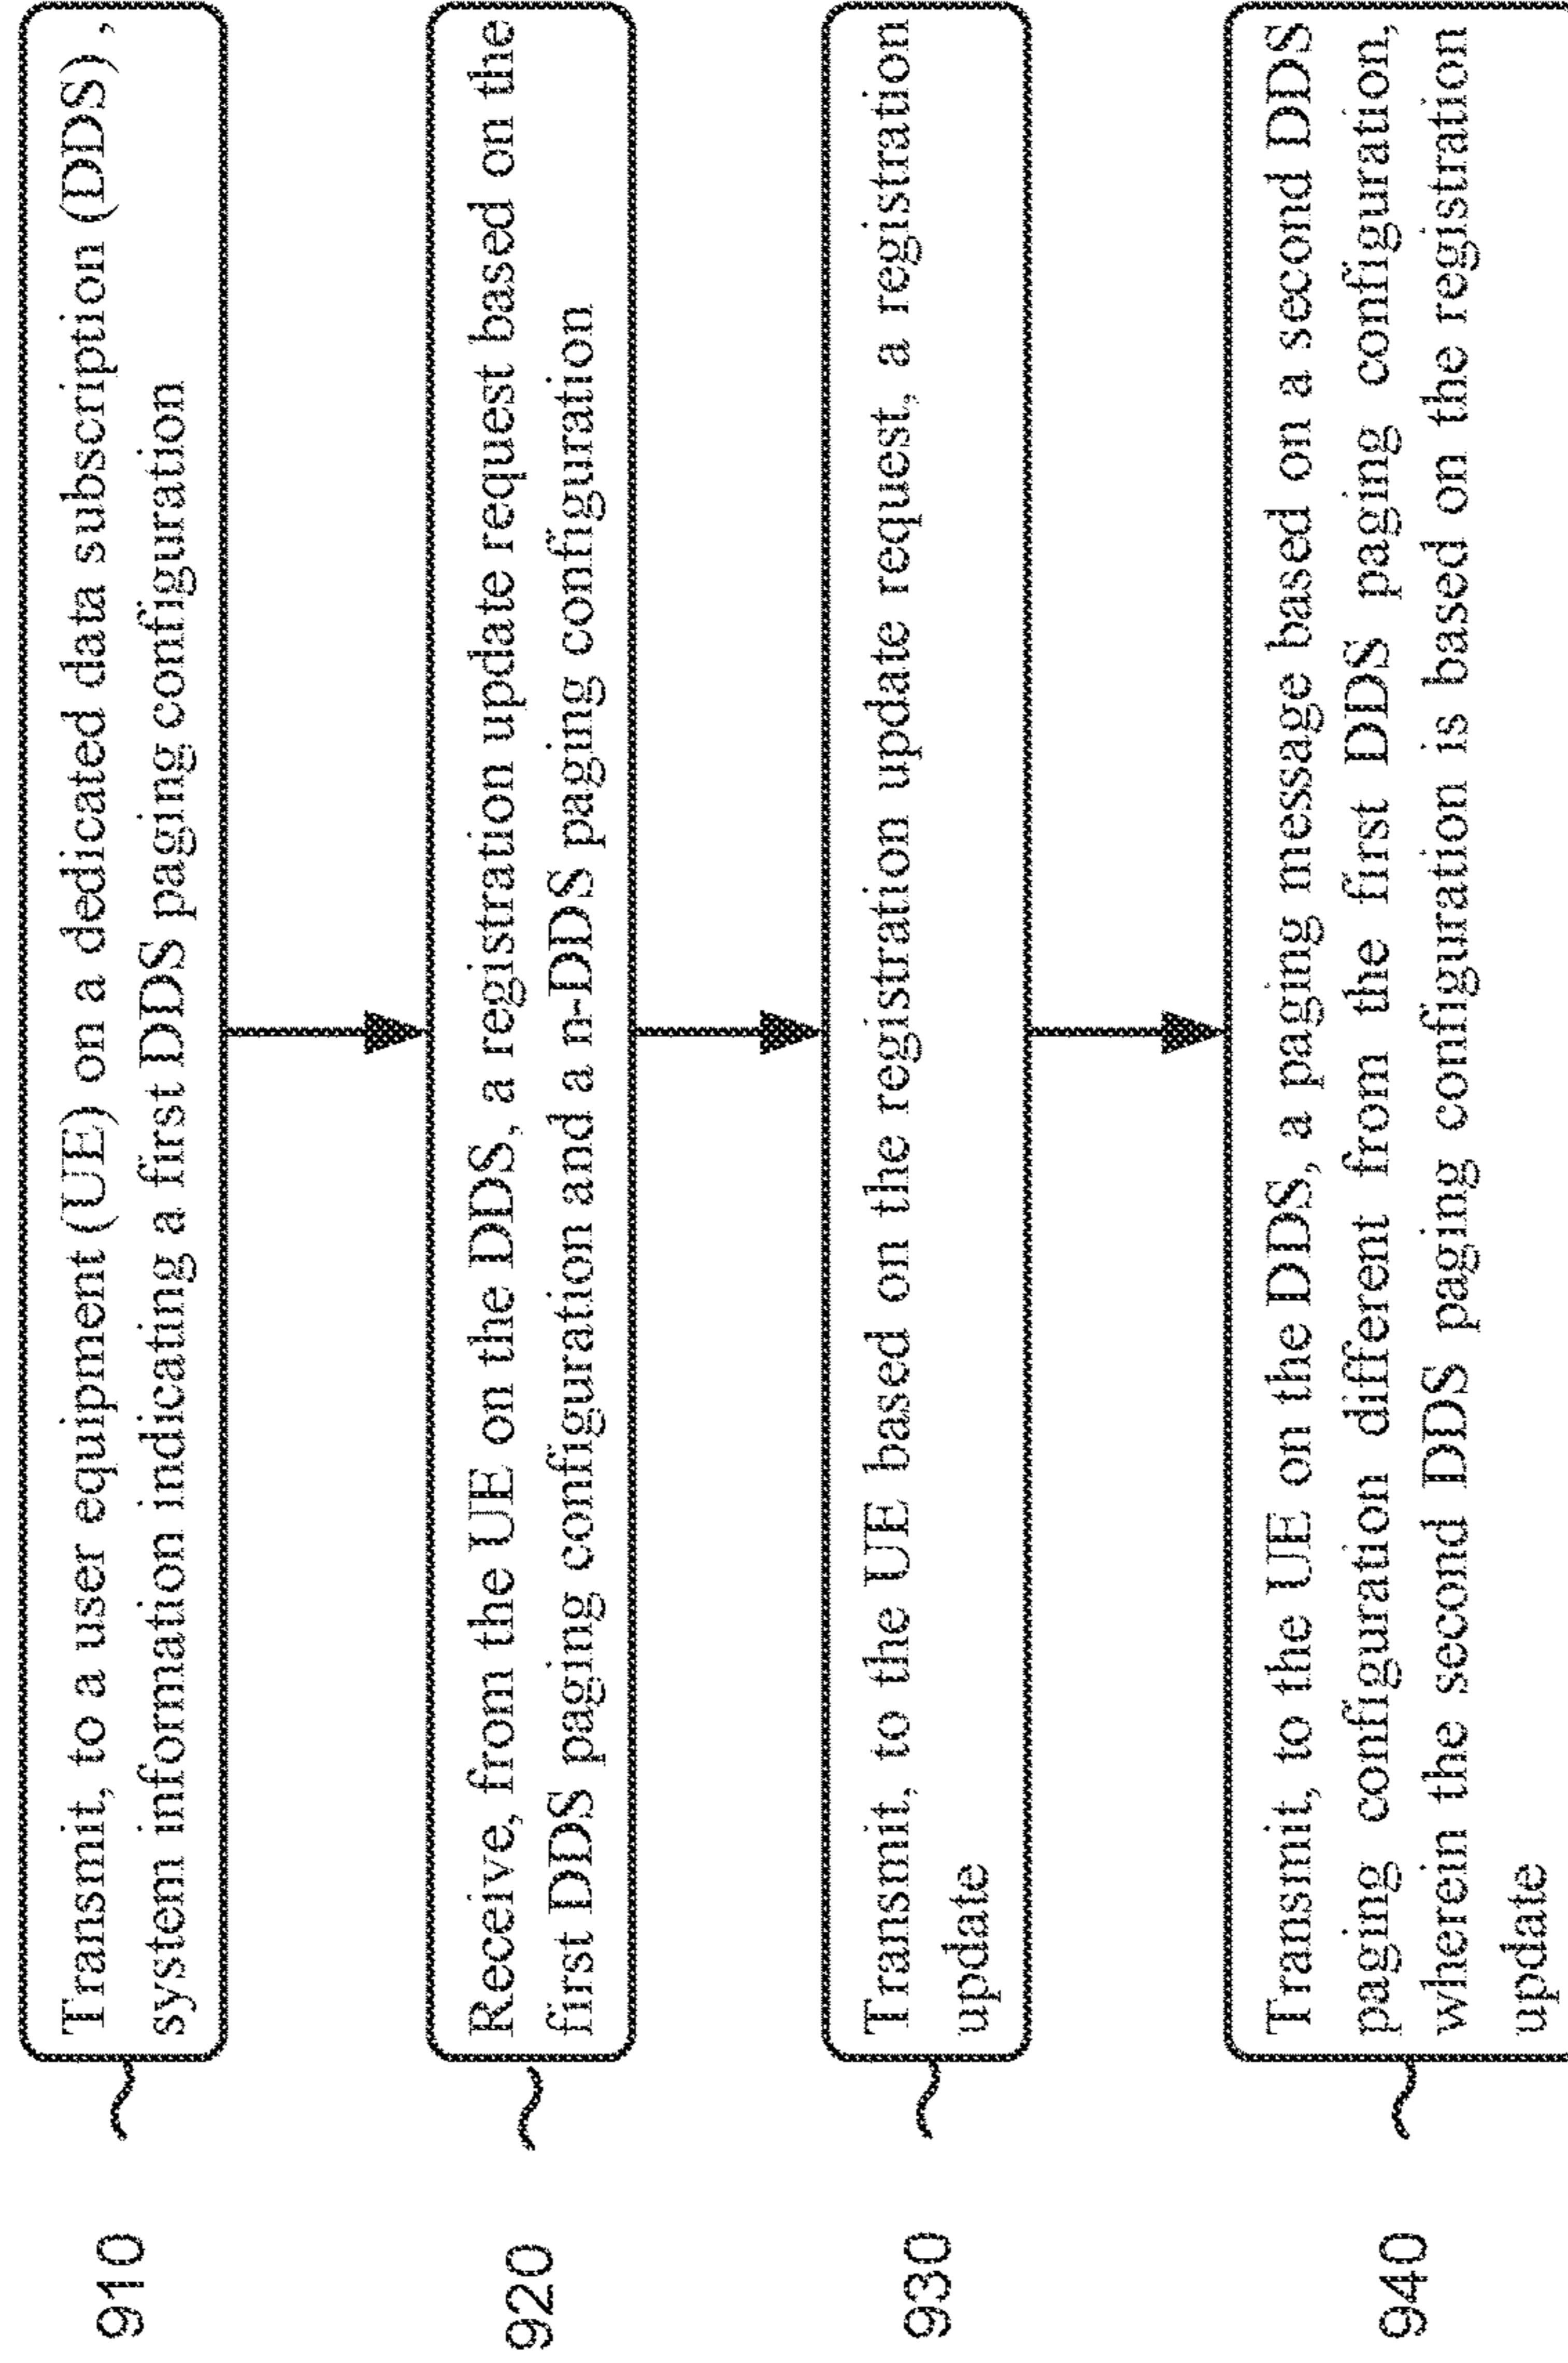 910
Transmit, to a user equipment (UE) on a dedicated data subscription (DDS) ,
system information indicating a first DDS paging configuration
920
Receive, from the UE on the DDS, a registration update request based on the
first DDS paging configuration and a n-DDS paging configuration
930
Transmit, to the UE based on the registration update request, a registration
update
940
Transmit, to the UE on the DDS, a paging message based on a second DDS
paging configuration different from the first DDS paging configuration,
wherein the second DDS paging configuration is based on the registration
update